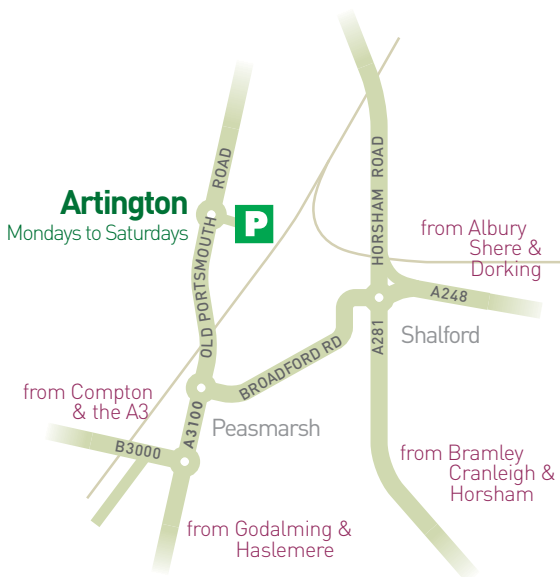 ROAD
HORSHAM ROAD
Artington
Mondays to Saturdays
P
OLD PORTSMOUTH
from Albury
Shere &
Dorking
A248
A281
Shalford
BROADFORD RD
from Compton
& the A3
A3100
Peasmarsh
B3000
from Bramley
Cranleigh &
Horsham
from Godalming &
Haslemere